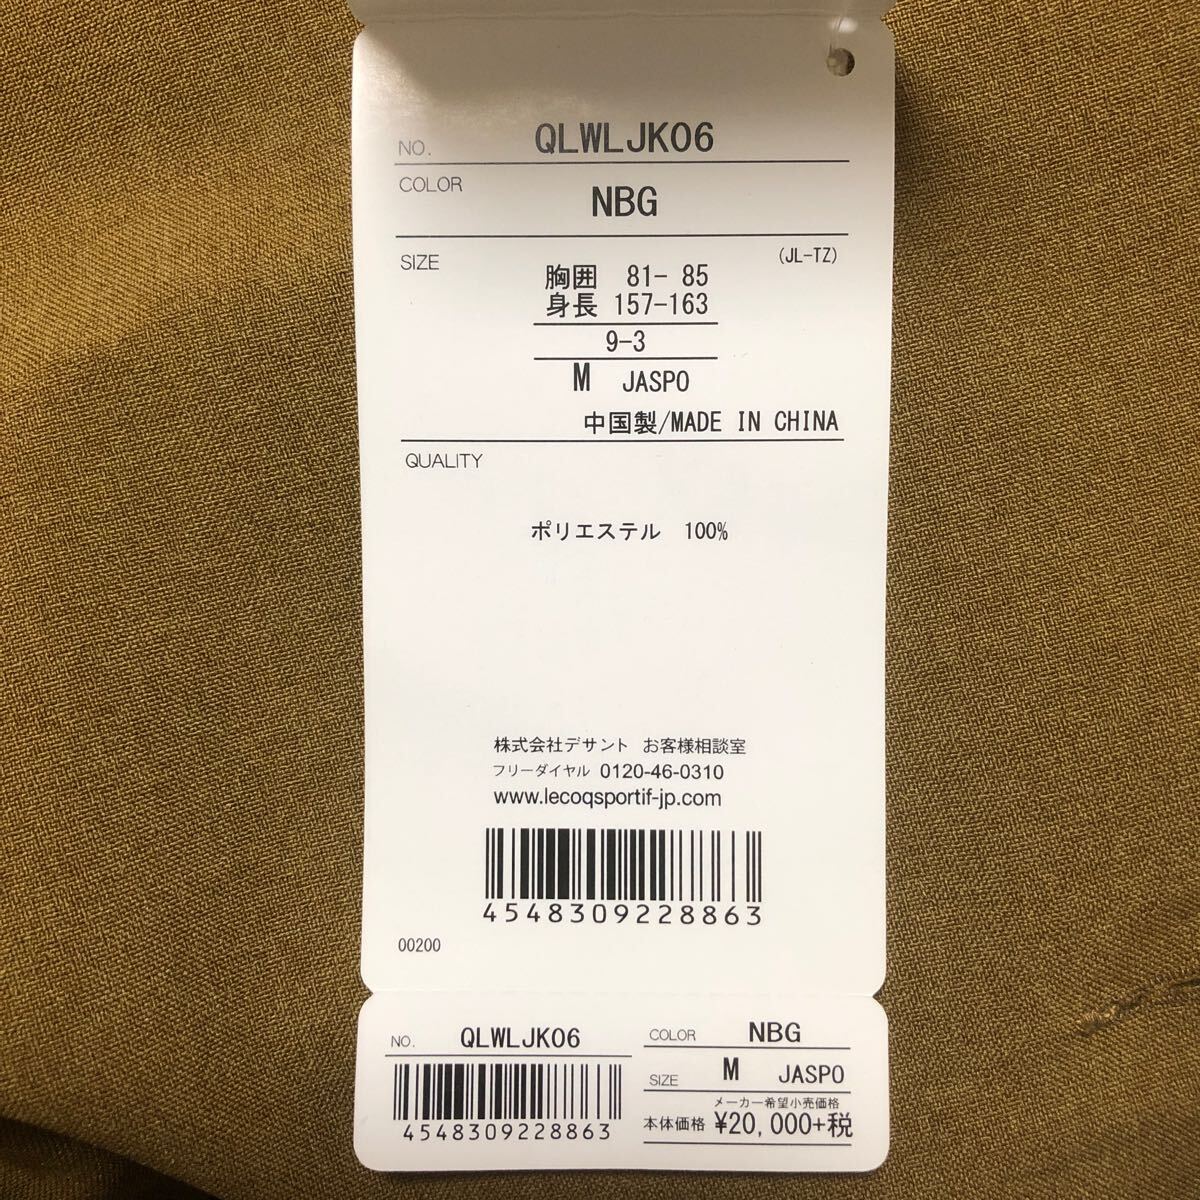 NO. QLWLJK06
COLOR NBG
SIZE (JL-TZ)
胸囲 81- 85
身長 157-163
9-3
M JASPO
中国製/MADE IN CHINA
QUALITY
ポリエステル 100%
株式会社デサント お客様相談室
フリーダイヤル 0120-46-0310
www.lecoqsportif-jp.com
4548309228863
00200
NO. QLWLJK06
4548309228863
COLOR NBG
SIZE M JASPO
メーカー希望小売価格
本体価格 ¥20,000+税